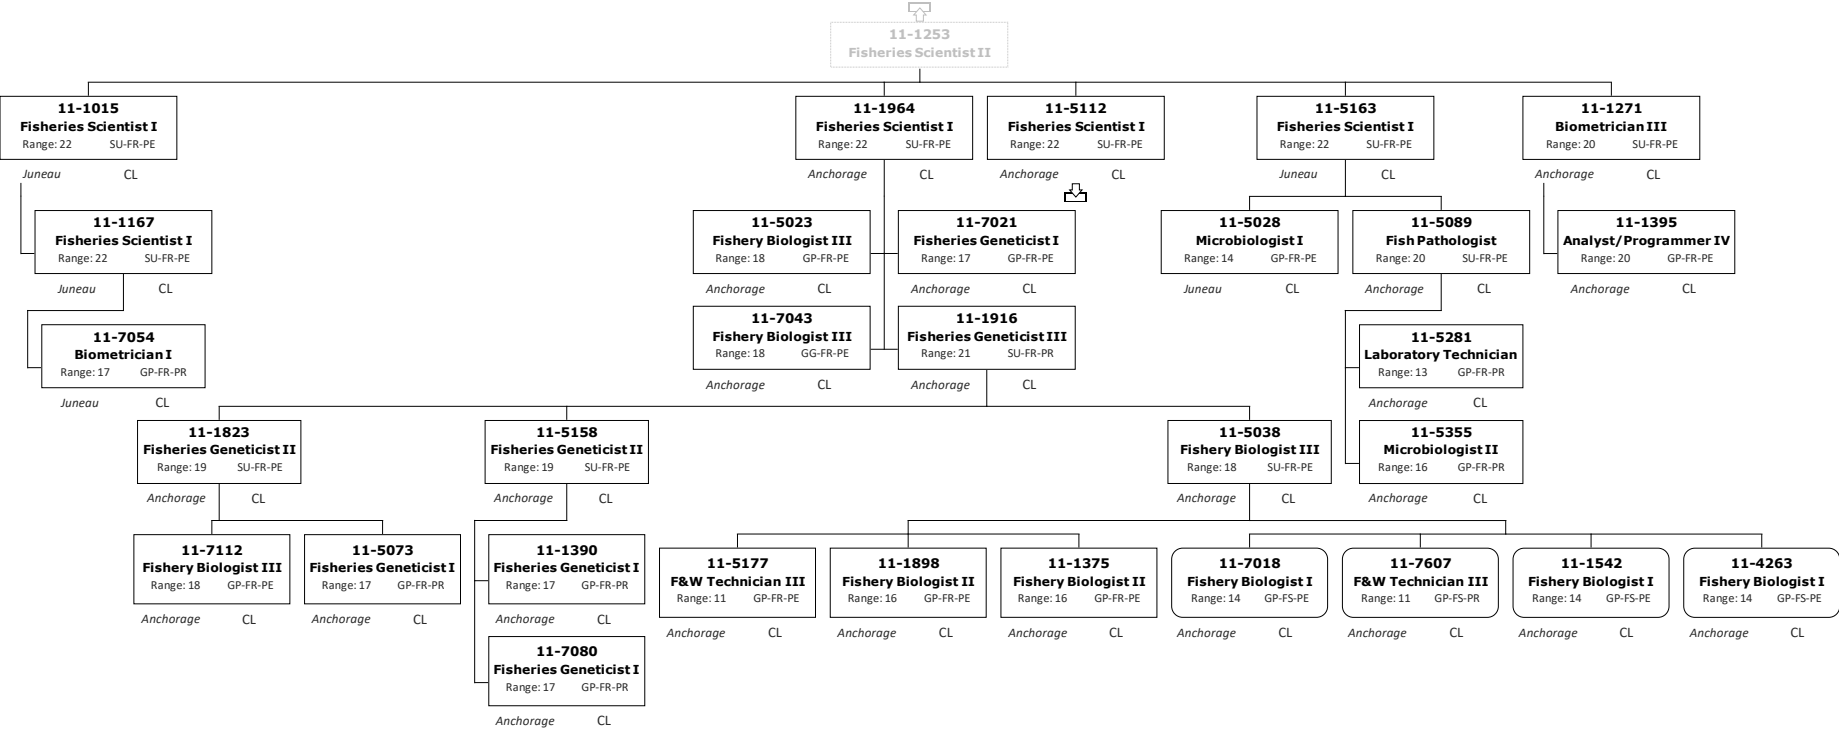 11-1253
Fisheries Scientist II
11-1015
Fisheries Scientist I
Range: 22 SU-FR-PE
Juneau CL
11-1964
Fisheries Scientist I
Range: 22 SU-FR-PE
Anchorage CL
11-5112
Fisheries Scientist I
Range: 22 SU-FR-PE
Anchorage CL
11-5163
Fisheries Scientist I
Range: 22 SU-FR-PE
Juneau CL
11-1271
Biometrician III
Range: 20 SU-FR-PE
Anchorage CL
11-1167
Fisheries Scientist I
Range: 22 SU-FR-PE
Juneau CL
11-5023
Fishery Biologist III
Range: 18 GP-FR-PE
Anchorage CL
11-7021
Fisheries Geneticist I
Range: 17 GP-FR-PE
Anchorage CL
11-5028
Microbiologist I
Range: 14 GP-FR-PE
Juneau CL
11-5089
Fish Pathologist
Range: 20 SU-FR-PE
Anchorage CL
11-1395
Analyst/Programmer IV
Range: 20 GP-FR-PE
Anchorage CL
11-7054
Biometrician I
Range: 17 GP-FR-PR
Juneau CL
11-7043
Fishery Biologist III
Range: 18 GG-FR-PE
Anchorage CL
11-1916
Fisheries Geneticist III
Range: 21 SU-FR-PR
Anchorage CL
11-5281
Laboratory Technician
Range: 13 GP-FR-PR
Anchorage CL
11-1823
Fisheries Geneticist II
Range: 19 SU-FR-PE
Anchorage CL
11-5158
Fisheries Geneticist II
Range: 19 SU-FR-PE
Anchorage CL
11-5038
Fishery Biologist III
Range: 18 SU-FR-PE
Anchorage CL
11-5355
Microbiologist II
Range: 16 GP-FR-PR
Anchorage CL
11-7112
Fishery Biologist III
Range: 18 GP-FR-PE
Anchorage CL
11-5073
Fisheries Geneticist I
Range: 17 GP-FR-PR
Anchorage CL
11-1390
Fisheries Geneticist I
Range: 17 GP-FR-PR
Anchorage CL
11-5177
F&W Technician III
Range: 11 GP-FR-PE
Anchorage CL
11-1898
Fishery Biologist II
Range: 16 GP-FR-PE
Anchorage CL
11-1375
Fishery Biologist II
Range: 16 GP-FR-PE
Anchorage CL
11-7018
Fishery Biologist I
Range: 14 GP-FS-PE
Anchorage CL
11-7607
F&W Technician III
Range: 11 GP-FS-PR
Anchorage CL
11-1542
Fishery Biologist I
Range: 14 GP-FS-PE
Anchorage CL
11-4263
Fishery Biologist I
Range: 14 GP-FS-PE
Anchorage CL
11-7080
Fisheries Geneticist I
Range: 17 GP-FR-PR
Anchorage CL